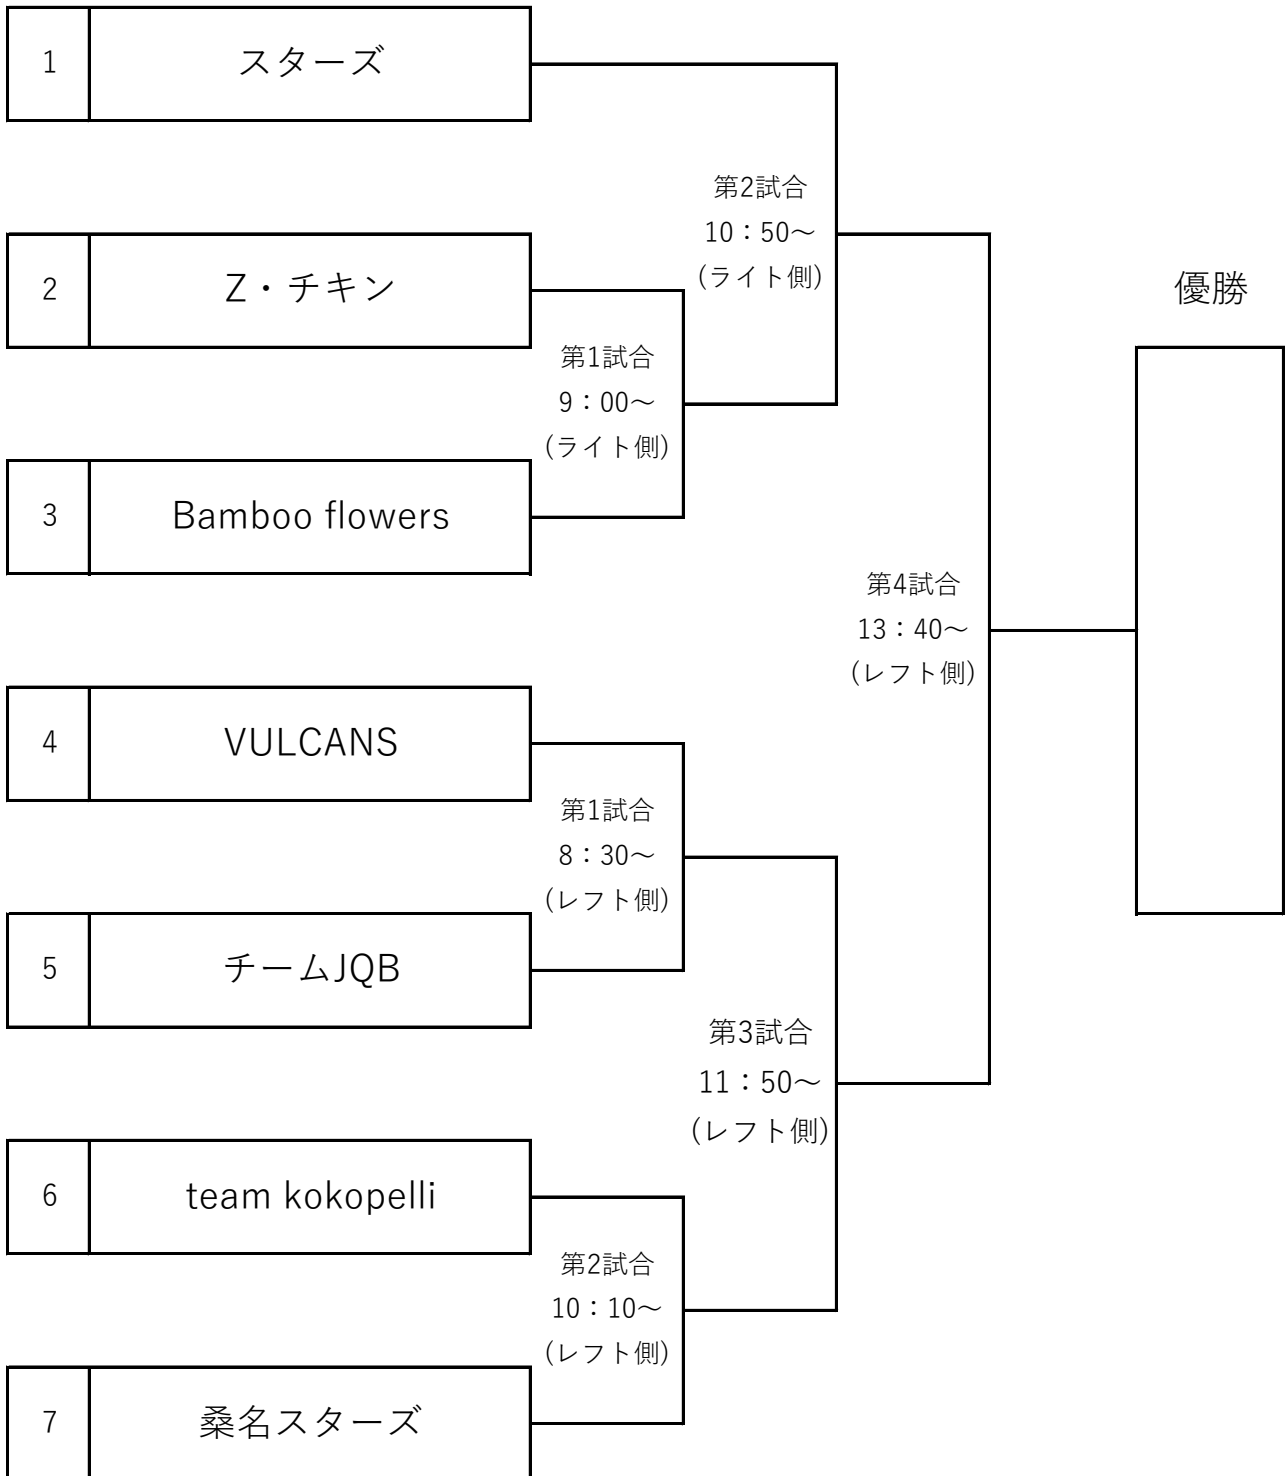 1 スターズ
第2試合
10：50～
(ライト側)
2 Z・チキン
優勝
第1試合
9：00～
(ライト側)
3 Bamboo flowers
第4試合
13：40～
(レフト側)
4 VULCANS
第1試合
8：30～
(レフト側)
5 チームJQB
第3試合
11：50～
(レフト側)
6 team kokopelli
第2試合
10：10～
(レフト側)
7 桑名スターズ